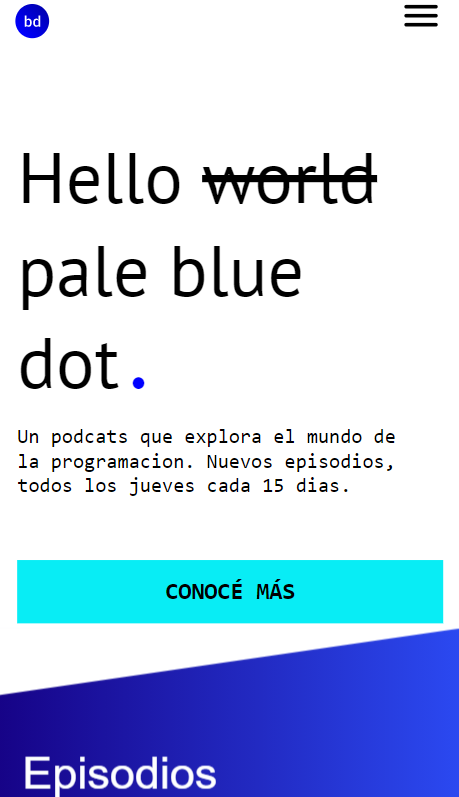 bd
Hello world
pale blue
dot.
Un podcats que explora el mundo de
la programacion. Nuevos episodios,
todos los jueves cada 15 dias.
CONOCÉ MÁS
Episodios